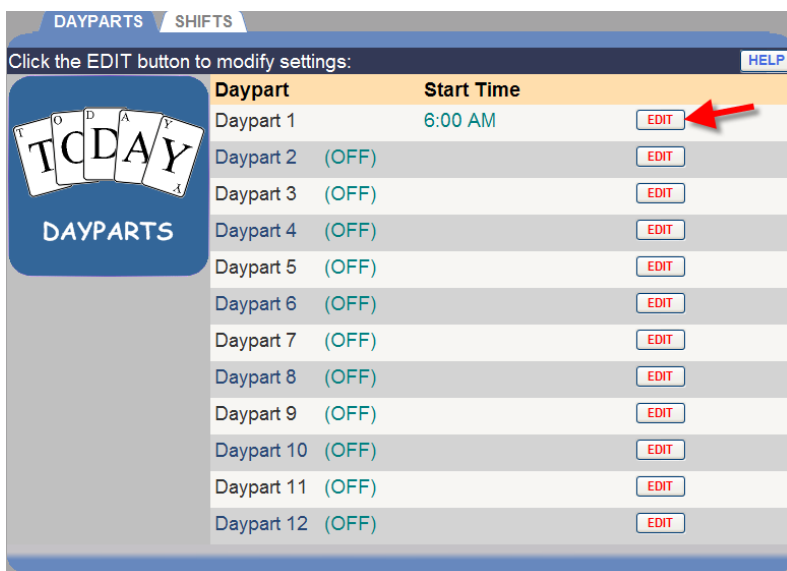 DAYPARTS SHIFTS
Click the EDIT button to modify settings: HELP
Daypart Start Time
Daypart 1 6:00 AM EDIT
Daypart 2 (OFF) EDIT
Daypart 3 (OFF) EDIT
Daypart 4 (OFF) EDIT
Daypart 5 (OFF) EDIT
Daypart 6 (OFF) EDIT
Daypart 7 (OFF) EDIT
Daypart 8 (OFF) EDIT
Daypart 9 (OFF) EDIT
Daypart 10 (OFF) EDIT
Daypart 11 (OFF) EDIT
Daypart 12 (OFF) EDIT
T O D A Y
TODAY
Y
DAYPARTS